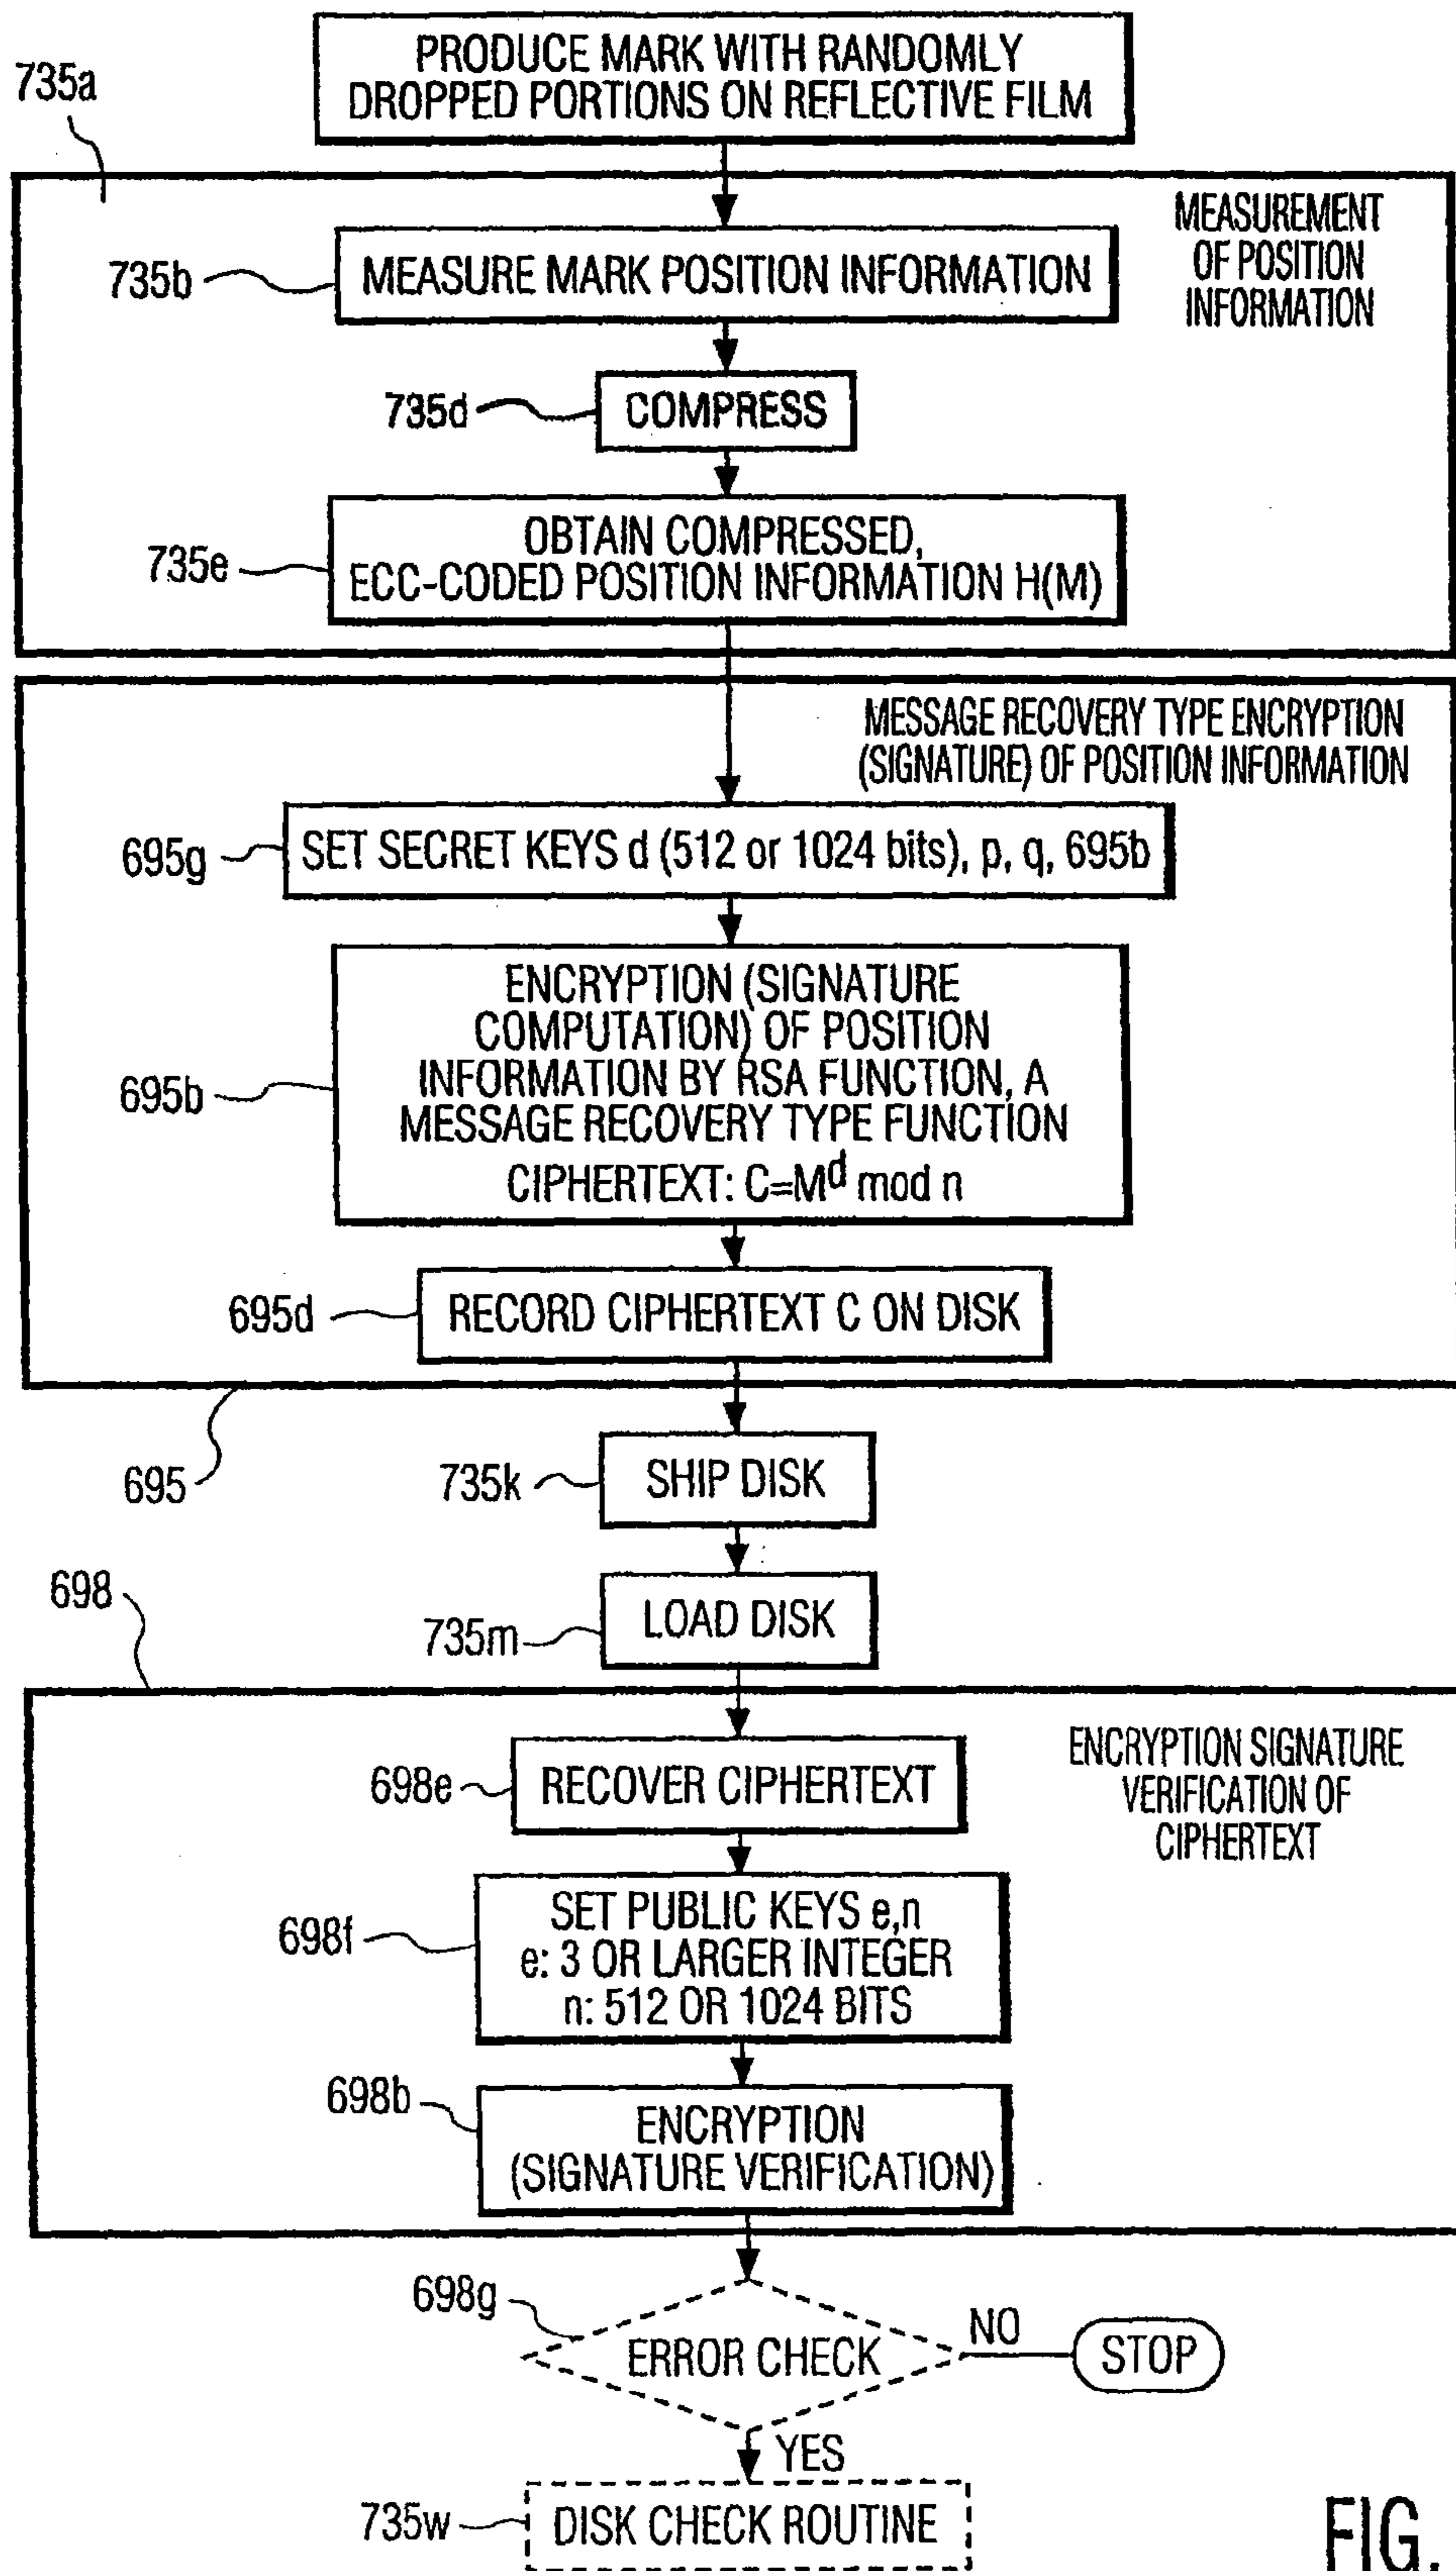 PRODUCE MARK WITH RANDOMLY
DROPPED PORTIONS ON REFLECTIVE FILM
735a
MEASUREMENT
OF POSITION
INFORMATION
735b
MEASURE MARK POSITION INFORMATION
735d
COMPRESS
735e
OBTAIN COMPRESSED,
ECC-CODED POSITION INFORMATION H(M)
MESSAGE RECOVERY TYPE ENCRYPTION
(SIGNATURE) OF POSITION INFORMATION
695g
SET SECRET KEYS d (512 or 1024 bits), p, q, 695b
695b
ENCRYPTION (SIGNATURE
COMPUTATION) OF POSITION
INFORMATION BY RSA FUNCTION, A
MESSAGE RECOVERY TYPE FUNCTION
CIPHERTEXT: C=M^d mod n
695d
RECORD CIPHERTEXT C ON DISK
695
735k
SHIP DISK
698
735m
LOAD DISK
ENCRYPTION SIGNATURE
VERIFICATION OF
CIPHERTEXT
698e
RECOVER CIPHERTEXT
698f
SET PUBLIC KEYS e,n
e: 3 OR LARGER INTEGER
n: 512 OR 1024 BITS
698b
ENCRYPTION
(SIGNATURE VERIFICATION)
698g
ERROR CHECK
NO
STOP
YES
735w
DISK CHECK ROUTINE
FIG.